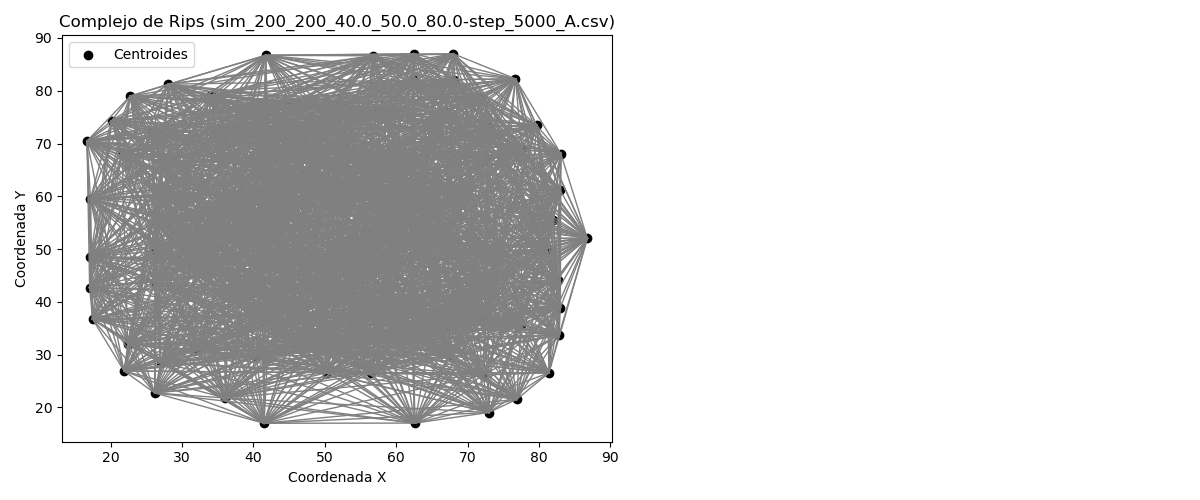 Complejo de Rips (sim_200_200_40.0_50.0_80.0-step_5000_A.csv)
Centroides
90
80
70
60
50
40
30
20
Coordenada Y
20 30 40 50 60 70 80 90
Coordenada X